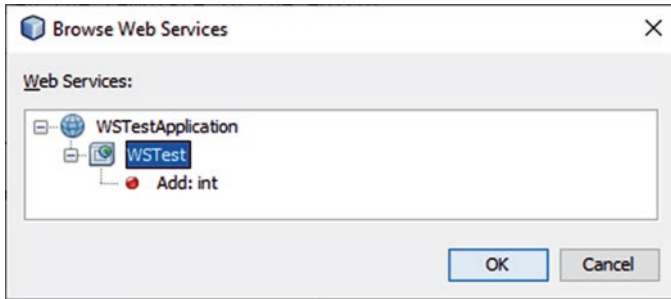 Browse Web Services
Web Services:
WSTestApplication
WSTest
Add: int
OK Cancel